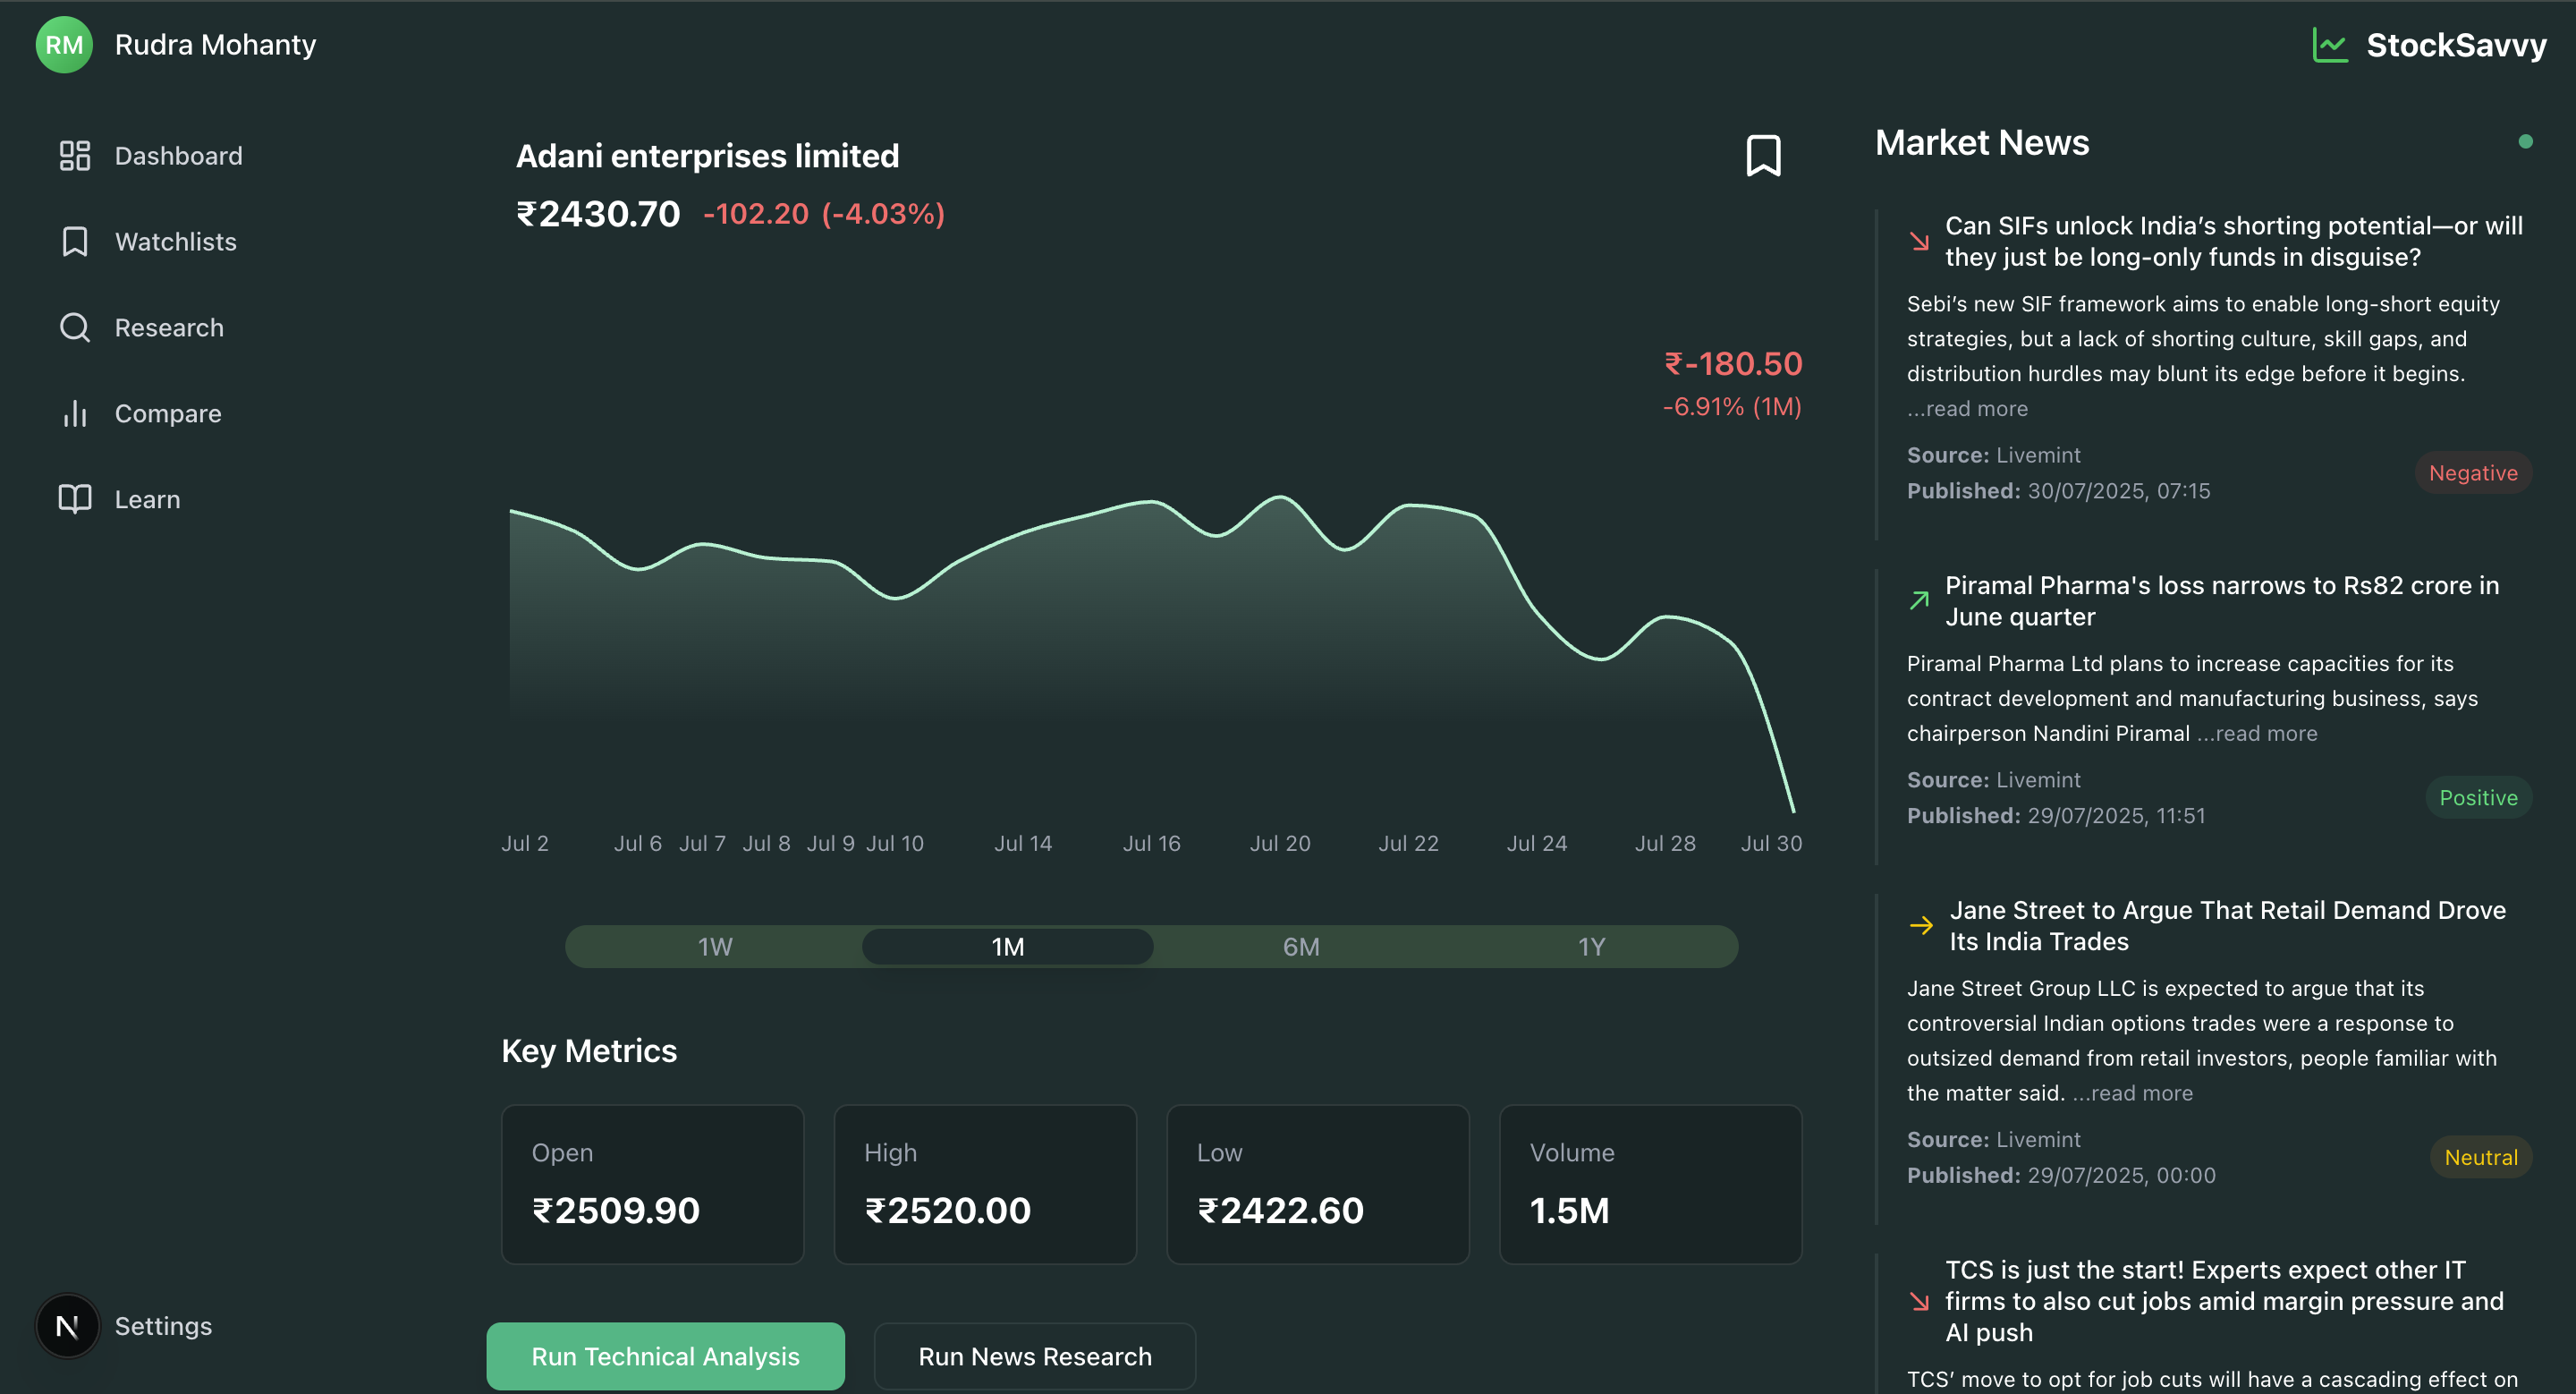 RM Rudra Mohanty
StockSavvy
Dashboard
Watchlists
Research
Compare
Learn
N Settings
Adani enterprises limited
₹2430.70 -102.20 (-4.03%)
₹-180.50
-6.91% (1M)
Jul 2 Jul 6 Jul 7 Jul 8 Jul 9 Jul 10 Jul 14 Jul 16 Jul 20 Jul 22 Jul 24 Jul 28 Jul 30
1W 1M 6M 1Y
Key Metrics
Open
₹2509.90
High
₹2520.00
Low
₹2422.60
Volume
1.5M
Run Technical Analysis
Run News Research
Market News
Can SIFs unlock India’s shorting potential—or will
they just be long-only funds in disguise?
Sebi’s new SIF framework aims to enable long-short equity
strategies, but a lack of shorting culture, skill gaps, and
distribution hurdles may blunt its edge before it begins.
...read more
Source: Livemint
Published: 30/07/2025, 07:15
Negative
Piramal Pharma's loss narrows to Rs82 crore in
June quarter
Piramal Pharma Ltd plans to increase capacities for its
contract development and manufacturing business, says
chairperson Nandini Piramal ...read more
Source: Livemint
Published: 29/07/2025, 11:51
Positive
Jane Street to Argue That Retail Demand Drove
Its India Trades
Jane Street Group LLC is expected to argue that its
controversial Indian options trades were a response to
outsized demand from retail investors, people familiar with
the matter said. ...read more
Source: Livemint
Published: 29/07/2025, 00:00
Neutral
TCS is just the start! Experts expect other IT
firms to also cut jobs amid margin pressure and
AI push
TCS’ move to opt for job cuts will have a cascading effect on